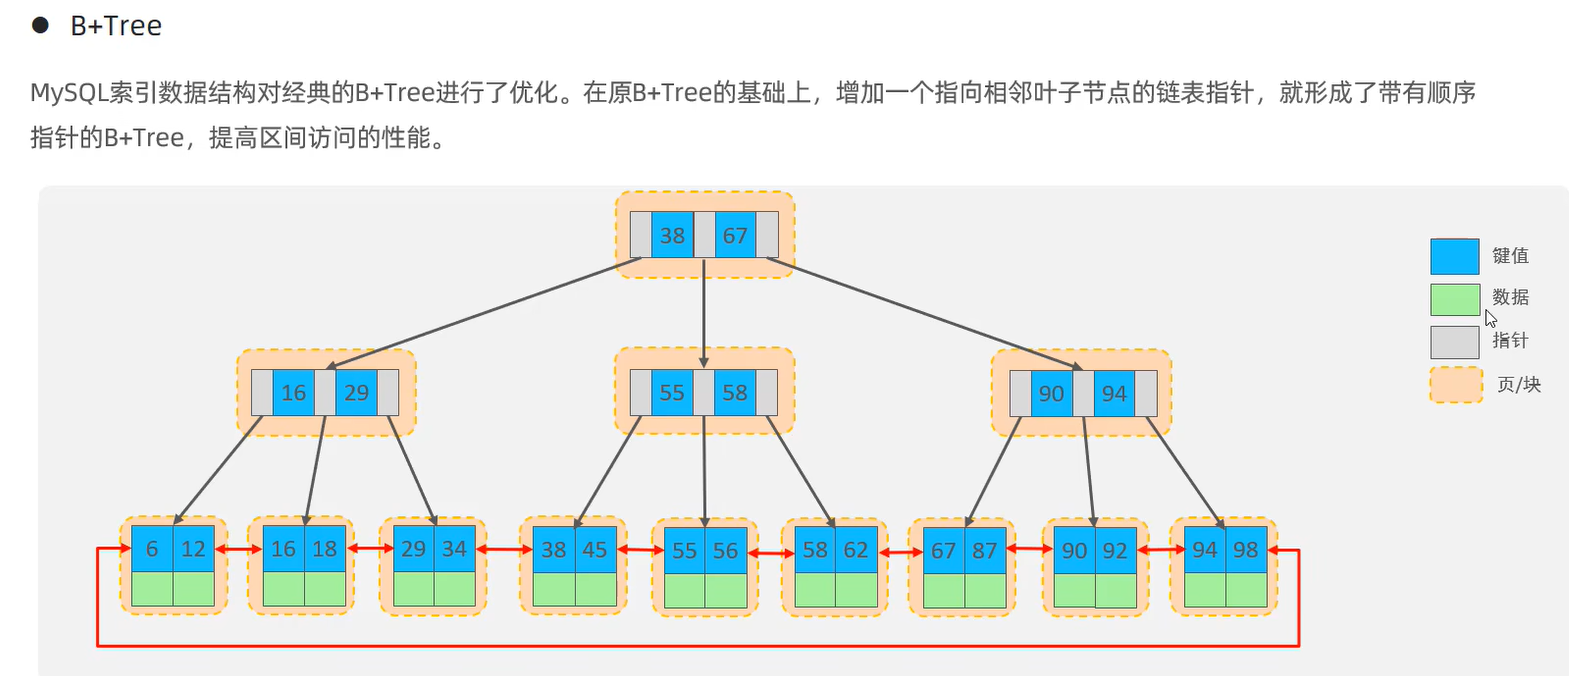 ● B+Tree
MySQL索引数据结构对经典的B+Tree进行了优化。在原B+Tree的基础上，增加一个指向相邻叶子节点的链表指针，就形成了带有顺序
指针的B+Tree，提高区间访问的性能。
38 67
键值
数据
指针
页/块
16 29 55 58 90 94
6 12 16 18 29 34 38 45 55 56 58 62 67 87 90 92 94 98